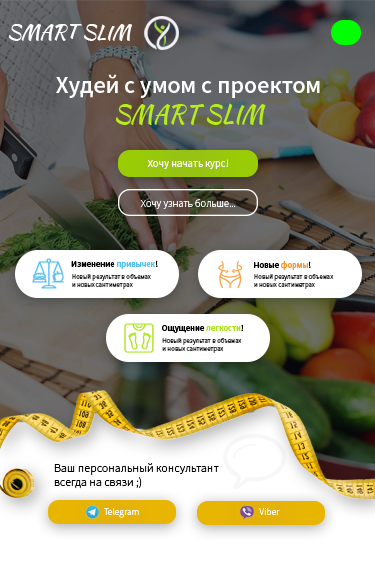 SMART SLIM
Худей с умом с проектом
SMART SLIM
Хочу начать курс!
Хочу узнать больше...
Изменение привычек!
Новый результат в объемах
и новых сантиметрах
Новые формы!
Новый результат в объемах
и новых сантиметрах
Ощущение легкости!
Новый результат в объемах
и новых сантиметрах
Ваш персональный консультант
всегда на связи ;)
Telegram
Viber